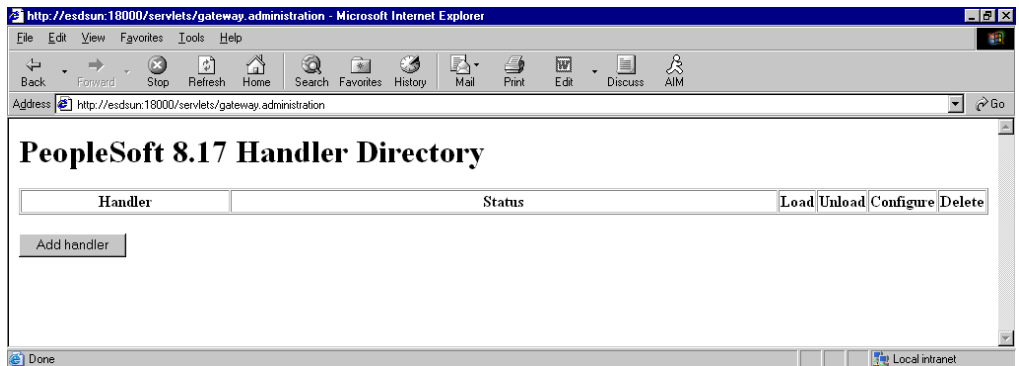 http://esdsun:18000/servlets/gateway.administration - Microsoft Internet Explorer
File Edit View Favorites Tools Help
Back Forward Stop Refresh Home Search Favorites History Mail Print Edit Discuss AIM
Address http://esdsun:18000/servlets/gateway.administration Go
PeopleSoft 8.17 Handler Directory
Handler Status Load Unload Configure Delete
Add handler
Done Local intranet